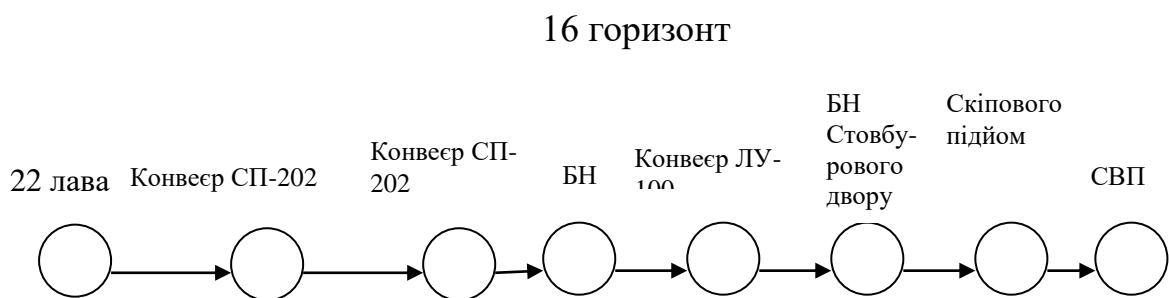 16 горизонт
22 лава
Конвеєр СП-202
Конвеєр СП-
202
БН
Конвеєр ЛУ-
100
БН
Стовбу-
рового
двору
Скіпового
підйом
СВП